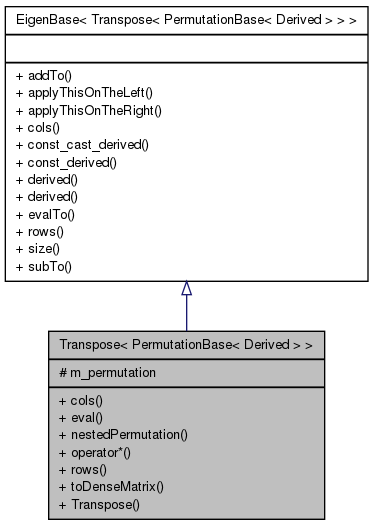 EigenBase< Transpose< PermutationBase< Derived > > >
+ addTo()
+ applyThisOnTheLeft()
+ applyThisOnTheRight()
+ cols()
+ const_cast_derived()
+ const_derived()
+ derived()
+ derived()
+ evalTo()
+ rows()
+ size()
+ subTo()
Transpose< PermutationBase< Derived > >
# m_permutation
+ cols()
+ eval()
+ nestedPermutation()
+ operator*()
+ rows()
+ toDenseMatrix()
+ Transpose()